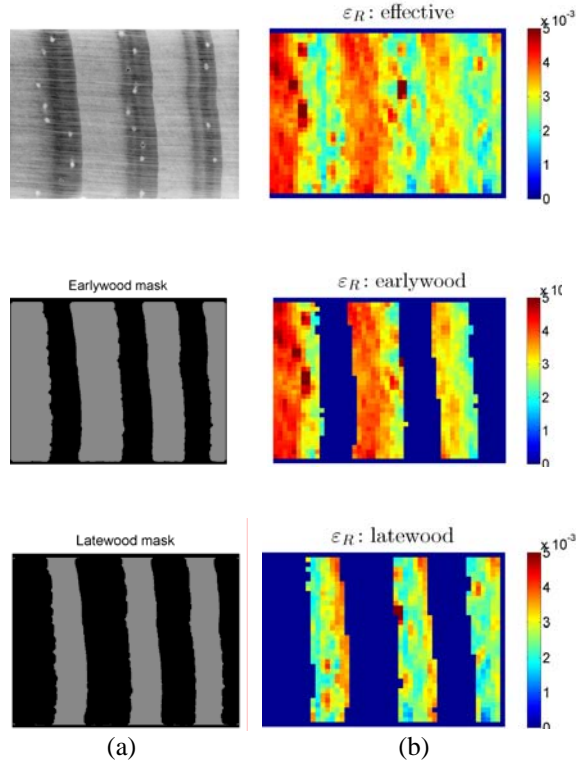 ε_R: effective
x 10^-3
5
4
3
2
1
0
Earlywood mask
ε_R: earlywood
x 10
5
4
3
2
1
0
Latewood mask
ε_R: latewood
x 10^-3
5
4
3
2
1
0
(a) (b)